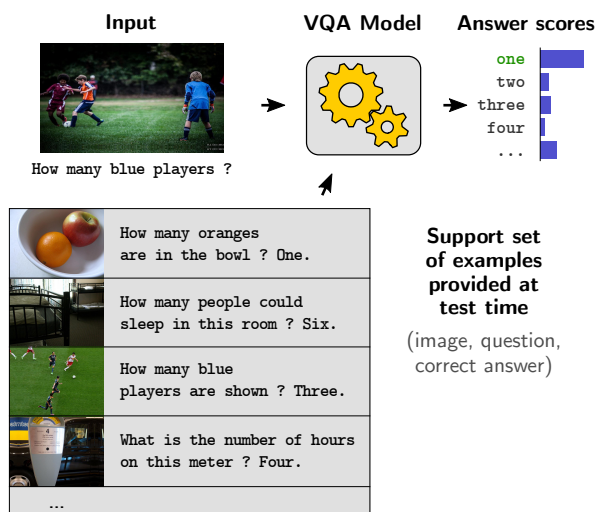 Input
VQA Model
Answer scores
one
two
three
four
...
How many blue players ?
How many oranges
are in the bowl ? One.
How many people could
sleep in this room ? Six.
How many blue
players are shown ? Three.
What is the number of hours
on this meter ? Four.
...
Support set
of examples
provided at
test time
(image, question,
correct answer)